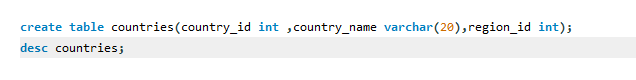 create table countries(country_id int ,country_name varchar(20),region_id int);
desc countries;